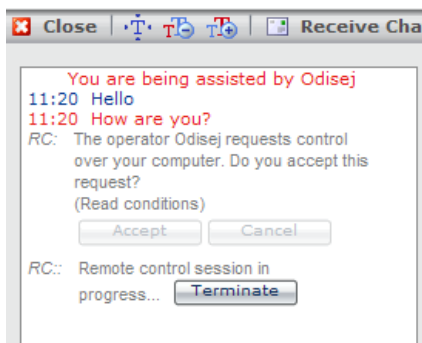 Close Receive Cha
You are being assisted by Odisej
11:20 Hello
11:20 How are you?
RC: The operator Odisej requests control
over your computer. Do you accept this
request?
(Read conditions)
Accept Cancel
RC:: Remote control session in
progress... Terminate